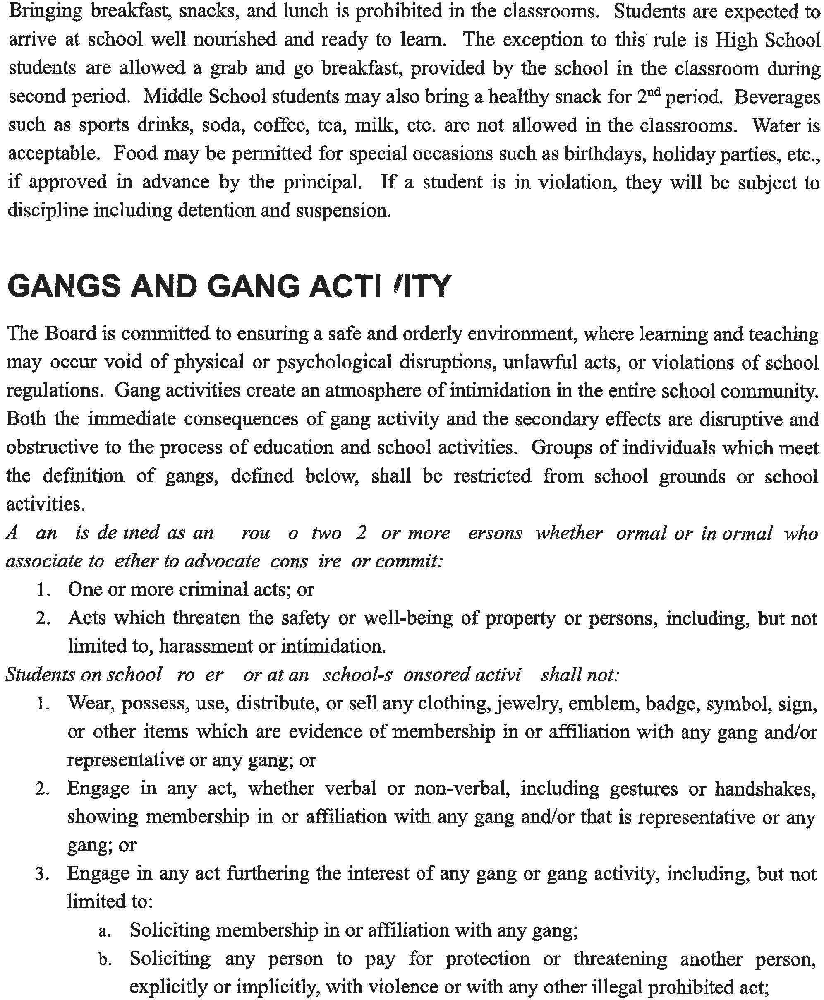 Bringing breakfast, snacks, and lunch is prohibited in the classrooms. Students are expected to
arrive at school well nourished and ready to learn. The exception to this rule is High School
students are allowed a grab and go breakfast, provided by the school in the classroom during
second period. Middle School students may also bring a healthy snack for 2nd period. Beverages
such as sports drinks, soda, coffee, tea, milk, etc. are not allowed in the classrooms. Water is
acceptable. Food may be permitted for special occasions such as birthdays, holiday parties, etc.,
if approved in advance by the principal. If a student is in violation, they will be subject to
discipline including detention and suspension.
GANGS AND GANG ACTI ITY
The Board is committed to ensuring a safe and orderly environment, where learning and teaching
may occur void of physical or psychological disruptions, unlawful acts, or violations of school
regulations. Gang activities create an atmosphere of intimidation in the entire school community.
Both the immediate consequences of gang activity and the secondary effects are disruptive and
obstructive to the process of education and school activities. Groups of individuals which meet
the definition of gangs, defined below, shall be restricted from school grounds or school
activities.
A an is de ined as an rou o two 2 or more ersons whether ormal or in ormal who
associate to ether to advocate cons ire or commit:
1. One or more criminal acts; or
2. Acts which threaten the safety or well-being of property or persons, including, but not
limited to, harassment or intimidation.
Students on school ro er or at an school-s onsored activi shall not:
1. Wear, possess, use, distribute, or sell any clothing, jewelry, emblem, badge, symbol, sign,
or other items which are evidence of membership in or affiliation with any gang and/or
representative or any gang; or
2. Engage in any act, whether verbal or non-verbal, including gestures or handshakes,
showing membership in or affiliation with any gang and/or that is representative or any
gang; or
3. Engage in any act furthering the interest of any gang or gang activity, including, but not
limited to:
a. Soliciting membership in or affiliation with any gang;
b. Soliciting any person to pay for protection or threatening another person,
explicitly or implicitly, with violence or with any other illegal prohibited act;